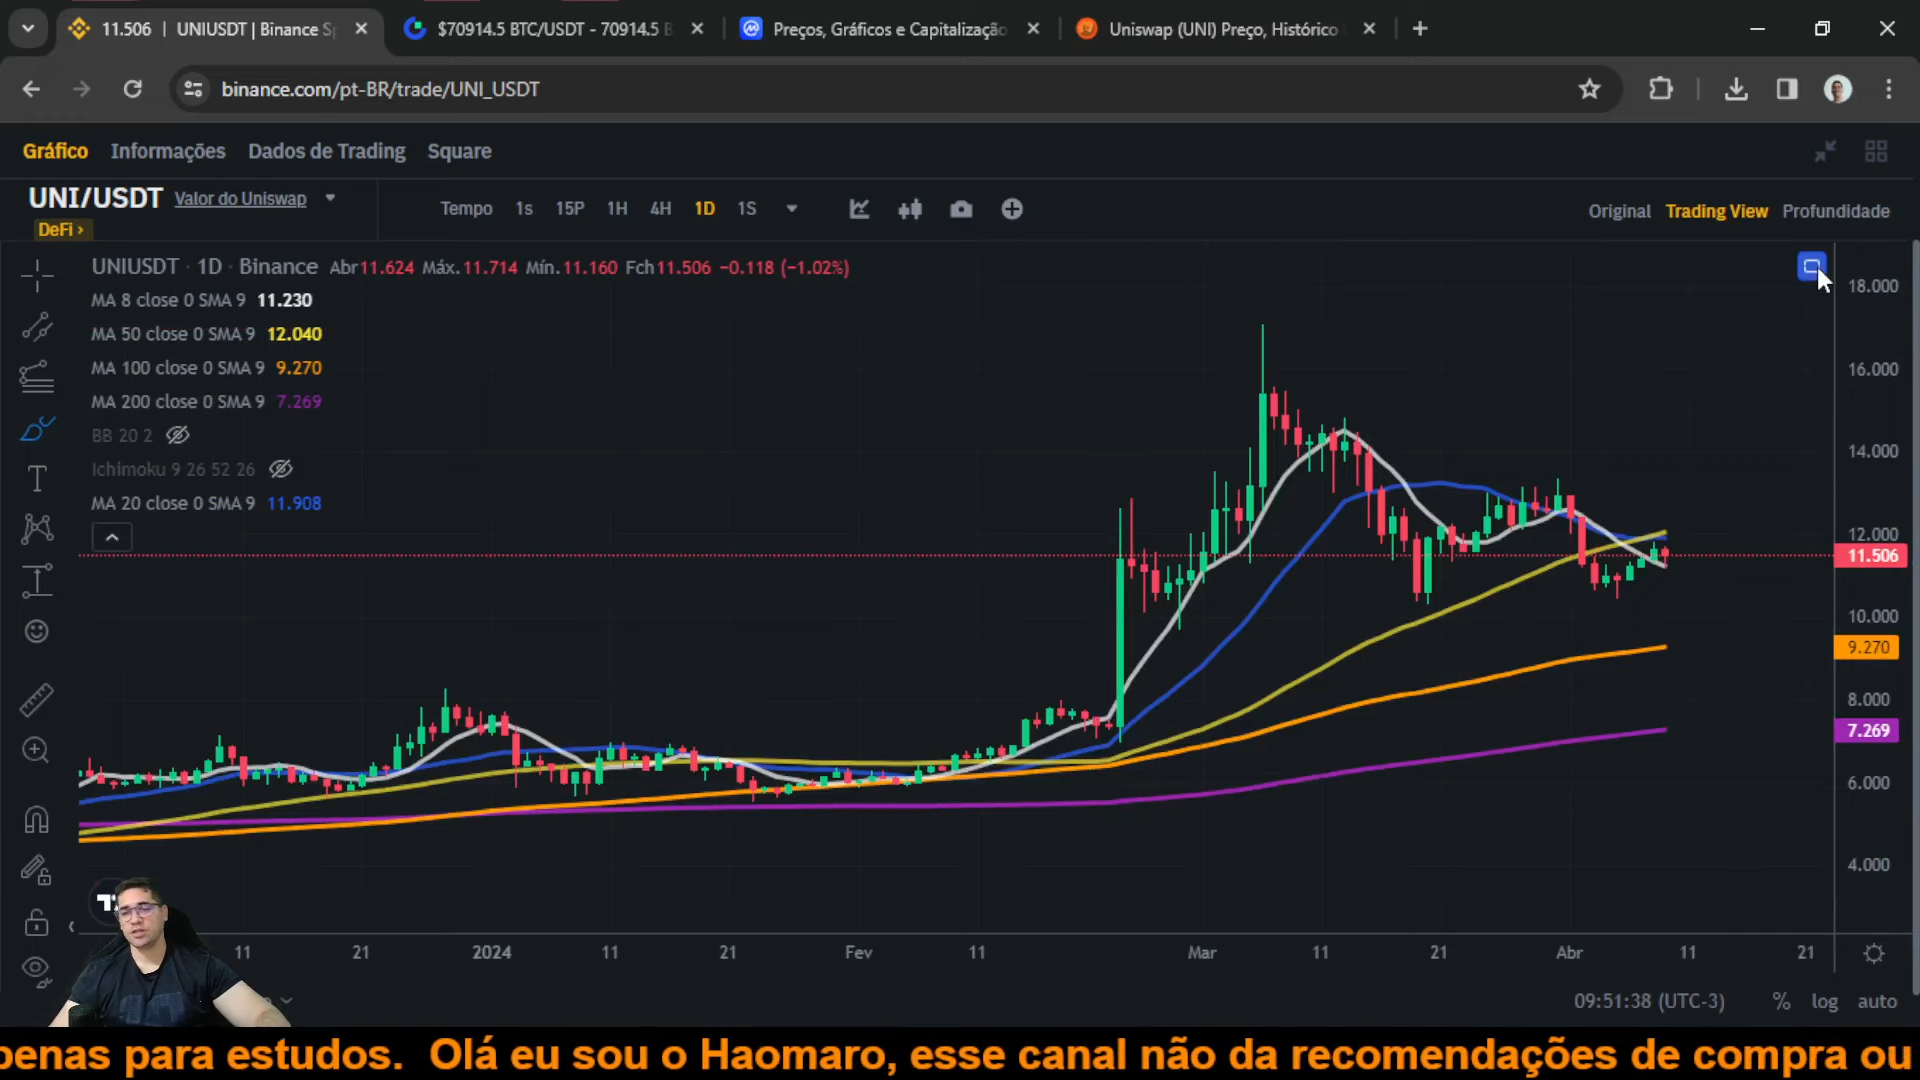 11.506 | UNIUSDT | Binance Sp
$70914.5 BTC/USDT - 70914.5 B
Preços, Gráficos e Capitalização
Uniswap (UNI) Preço, Histórico
binance.com/pt-BR/trade/UNI_USDT
Gráfico Informações Dados de Trading Square
UNI/USDT Valor do Uniswap
DeFi ›
Tempo 1s 15P 1H 4H 1D 1S
Original Trading View Profundidade
UNIUSDT · 1D · Binance Abr11.624 Máx.11.714 Mín.11.160 Fch11.506 −0.118 (−1.02%)
MA 8 close 0 SMA 9 11.230
MA 50 close 0 SMA 9 12.040
MA 100 close 0 SMA 9 9.270
MA 200 close 0 SMA 9 7.269
BB 20 2
Ichimoku 9 26 52 26
MA 20 close 0 SMA 9 11.908
18.000
16.000
14.000
12.000
11.506
10.000
9.270
8.000
7.269
6.000
4.000
11 21 2024 11 21 Fev 11 Mar 11 21 Abr 11 21
09:51:38 (UTC-3) % log auto
penas para estudos. Olá eu sou o Haomaro, esse canal não da recomendações de compra ou